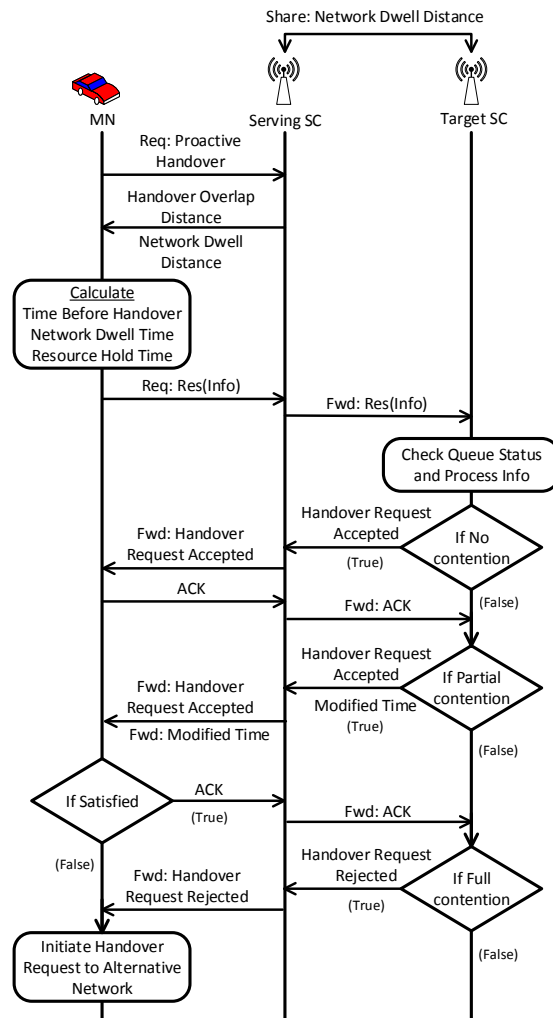 Share: Network Dwell Distance
MN
Serving SC
Target SC
Req: Proactive
Handover
Handover Overlap
Distance
Network Dwell
Distance
Calculate
Time Before Handover
Network Dwell Time
Resource Hold Time
Req: Res(Info)
Fwd: Res(Info)
Check Queue Status
and Process Info
Handover Request
Accepted
(True)
If No
contention
(False)
Fwd: Handover
Request Accepted
ACK
Fwd: ACK
Handover Request
Accepted
Modified Time
(True)
If Partial
contention
(False)
Fwd: Handover
Request Accepted
Fwd: Modified Time
If Satisfied
ACK
(True)
(False)
Fwd: ACK
Handover Request
Rejected
(True)
If Full
contention
(False)
Fwd: Handover
Request Rejected
Initiate Handover
Request to Alternative
Network